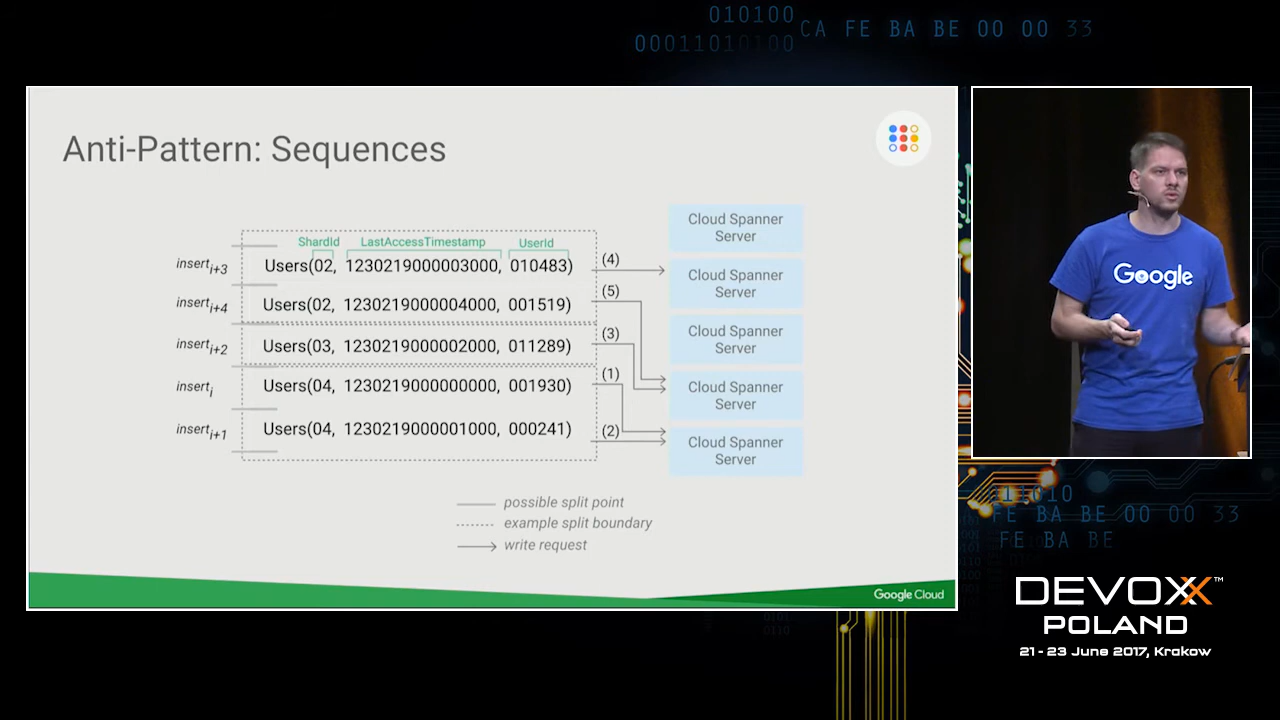 010100
00011010100
CA FE BA BE 00 00 33
Anti-Pattern: Sequences
ShardId LastAccessTimestamp UserId
insert i+3 Users(02, 1230219000003000, 010483) (4)
insert i+4 Users(02, 1230219000004000, 001519) (5)
insert i+2 Users(03, 1230219000002000, 011289) (3)
insert i Users(04, 1230219000000000, 001930) (1)
insert i+1 Users(04, 1230219000001000, 000241) (2)
Cloud Spanner
Server
Cloud Spanner
Server
Cloud Spanner
Server
Cloud Spanner
Server
Cloud Spanner
Server
possible split point
example split boundary
write request
Google Cloud
Google
011010
FE BA BE 00 00 33
FE BA BE
DEVOXX™
POLAND
21 - 23 June 2017, Krakow